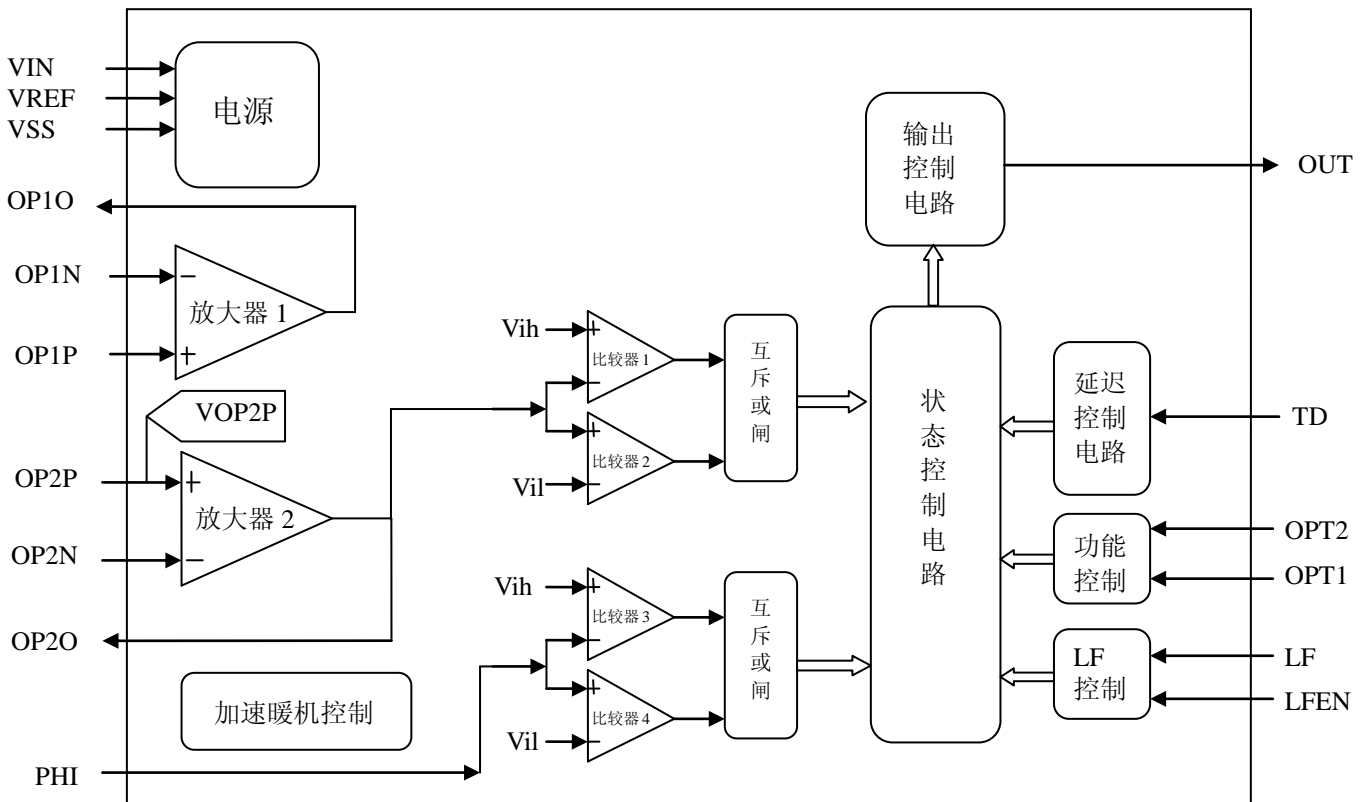 VIN
VREF
VSS
电源
OP1O
OP1N
−
放大器 1
OP1P
+
VOP2P
OP2P
+
放大器 2
OP2N
−
OP2O
加速暖机控制
PHI
Vih
+
比较器 1
−
+
比较器 2
Vil
−
互
斥
或
闸
Vih
+
比较器 3
−
+
比较器 4
Vil
−
互
斥
或
闸
输出
控制
电路
OUT
状
态
控
制
电
路
延迟
控制
电路
TD
功能
控制
OPT2
OPT1
LF
控制
LF
LFEN